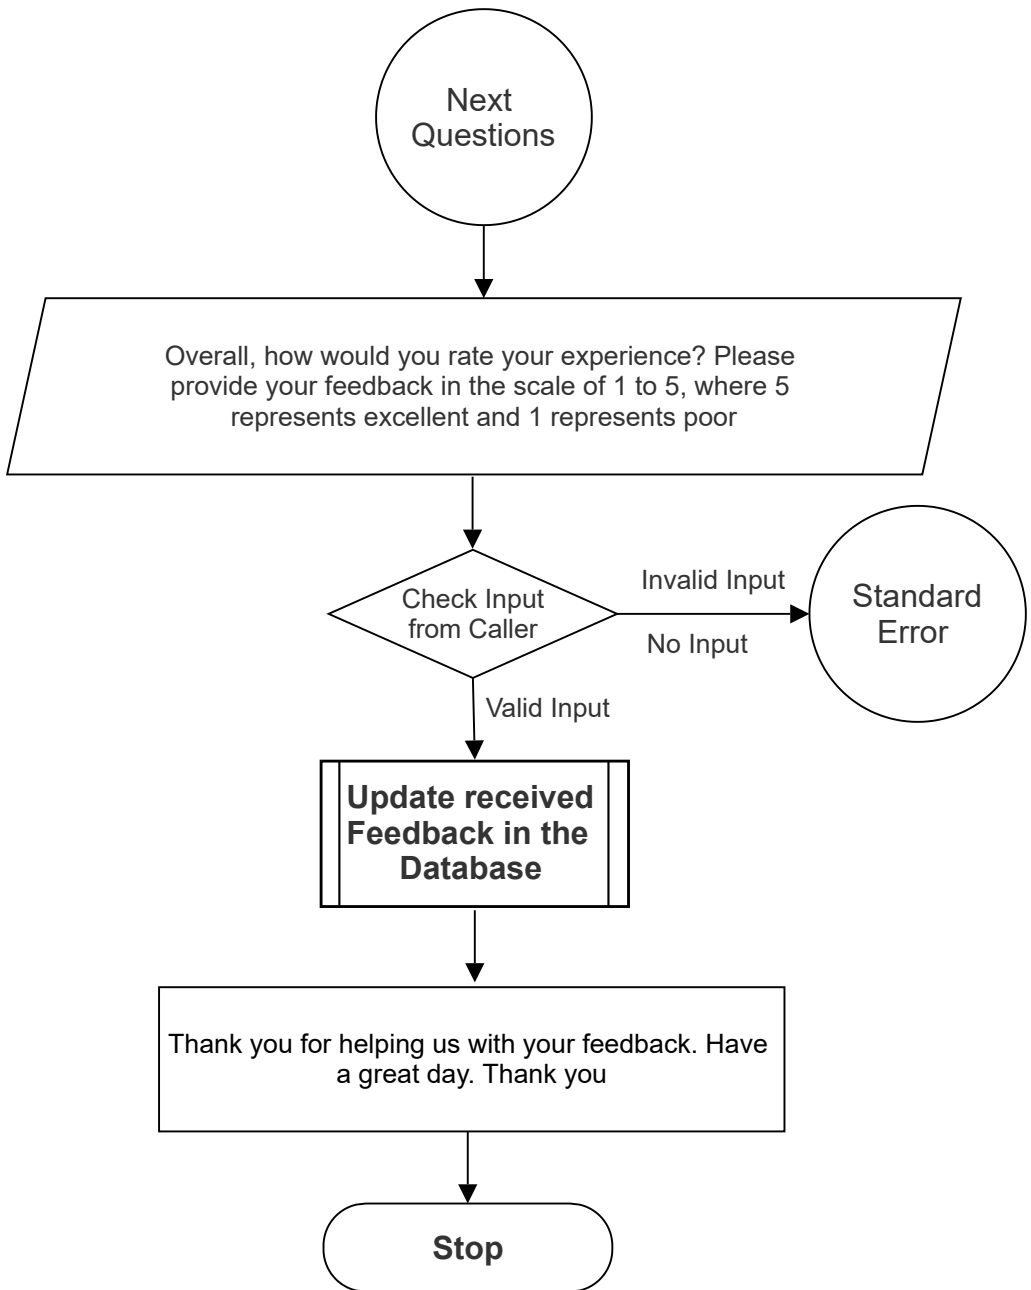 Next
Questions
Overall, how would you rate your experience? Please
provide your feedback in the scale of 1 to 5, where 5
represents excellent and 1 represents poor
Check Input
from Caller
Invalid Input
No Input
Standard
Error
Valid Input
Update received
Feedback in the
Database
Thank you for helping us with your feedback. Have
a great day. Thank you
Stop